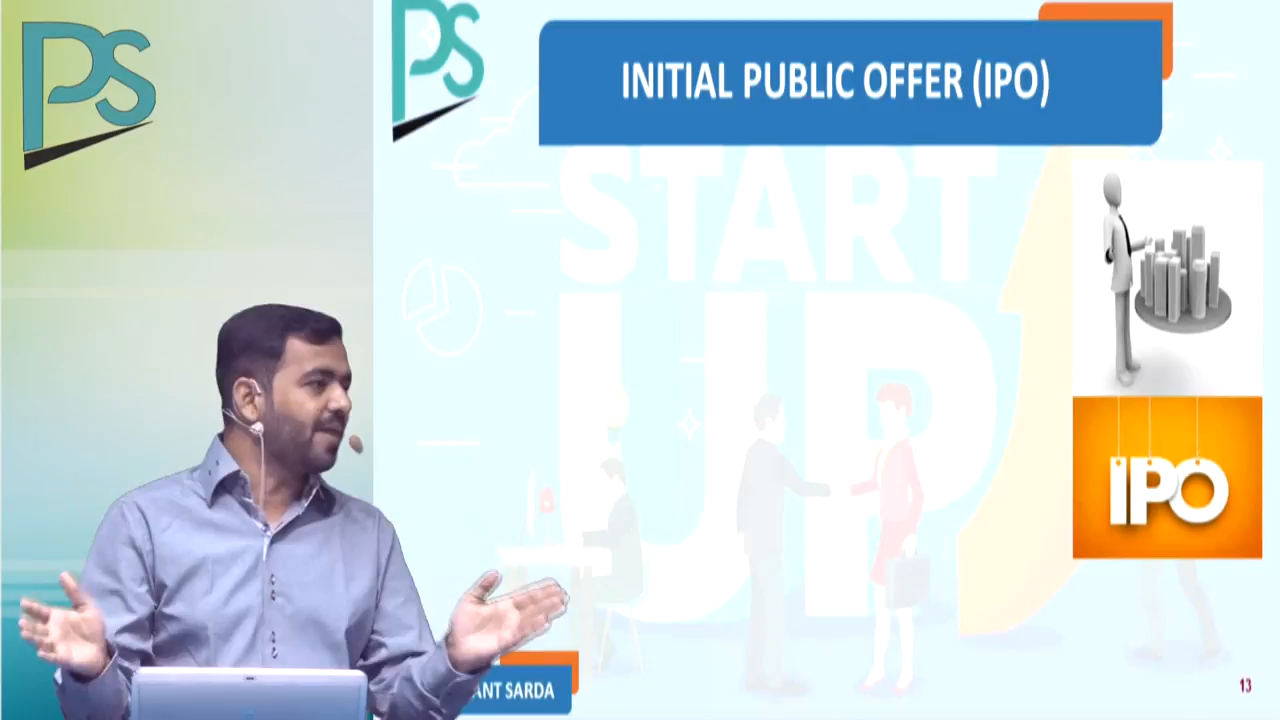 PS
PS
INITIAL PUBLIC OFFER (IPO)
START
UP
IPO
ANT SARDA
13